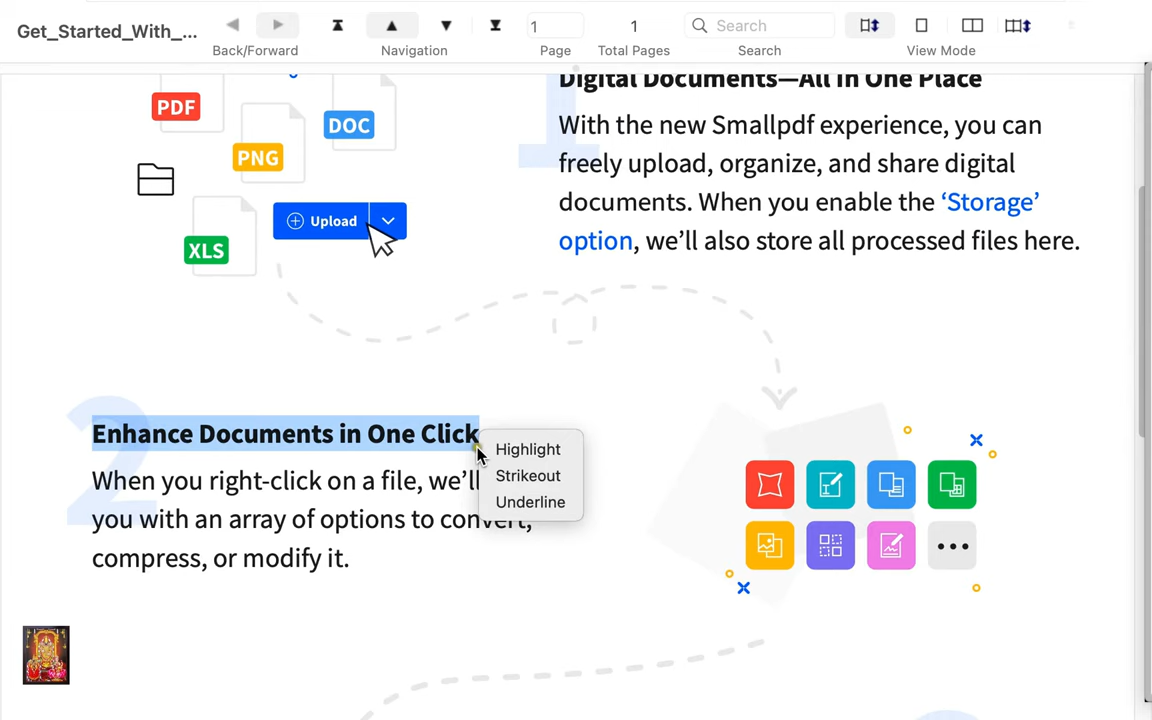 Get_Started_With_...
Back/Forward
Navigation
1
Page
1
Total Pages
Search
Search
View Mode
PDF
PNG
DOC
XLS
Upload
1
Digital Documents—All In One Place
With the new Smallpdf experience, you can
freely upload, organize, and share digital
documents. When you enable the ‘Storage’
option, we’ll also store all processed files here.
2
Enhance Documents in One Click
When you right-click on a file, we’ll
you with an array of options to convert,
compress, or modify it.
Highlight
Strikeout
Underline